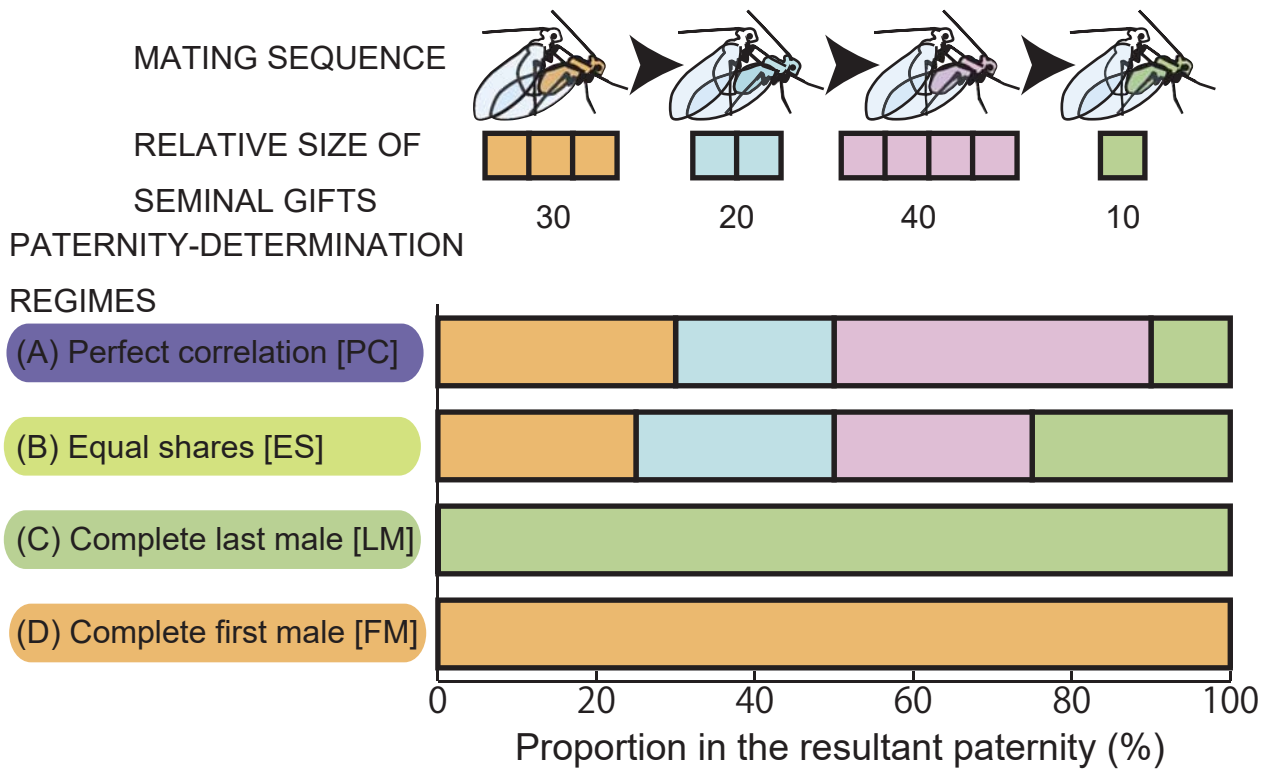 MATING SEQUENCE
RELATIVE SIZE OF
SEMINAL GIFTS
30 20 40 10
PATERNITY-DETERMINATION
REGIMES
(A) Perfect correlation [PC]
(B) Equal shares [ES]
(C) Complete last male [LM]
(D) Complete first male [FM]
0 20 40 60 80 100
Proportion in the resultant paternity (%)